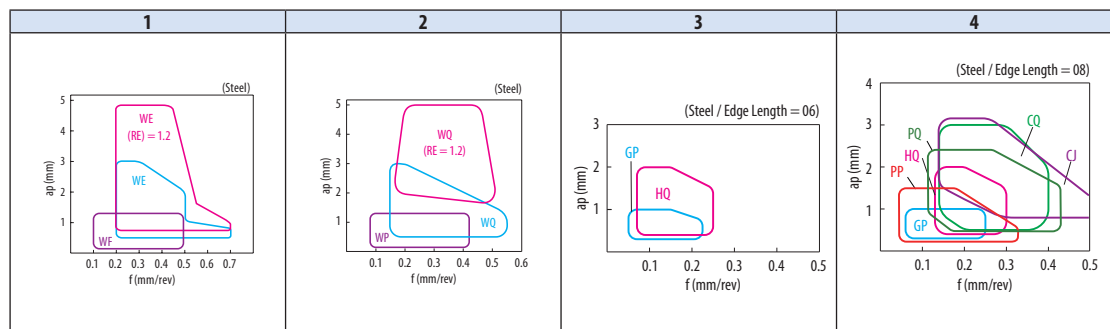 1
2
3
4
(Steel)
5
4
3
2
1
ap (mm)
WE
(RE) = 1.2
WE
WF
0.1 0.2 0.3 0.4 0.5 0.6 0.7
f (mm/rev)
(Steel)
5
4
3
2
1
ap (mm)
WQ
(RE = 1.2)
WQ
WP
0.1 0.2 0.3 0.4 0.5 0.6
f (mm/rev)
(Steel / Edge Length = 06)
3
2
1
ap (mm)
GP
HQ
0.1 0.2 0.3 0.4 0.5
f (mm/rev)
(Steel / Edge Length = 08)
4
3
2
1
ap (mm)
CQ
PQ
HQ
CJ
PP
GP
0.1 0.2 0.3 0.4 0.5
f (mm/rev)